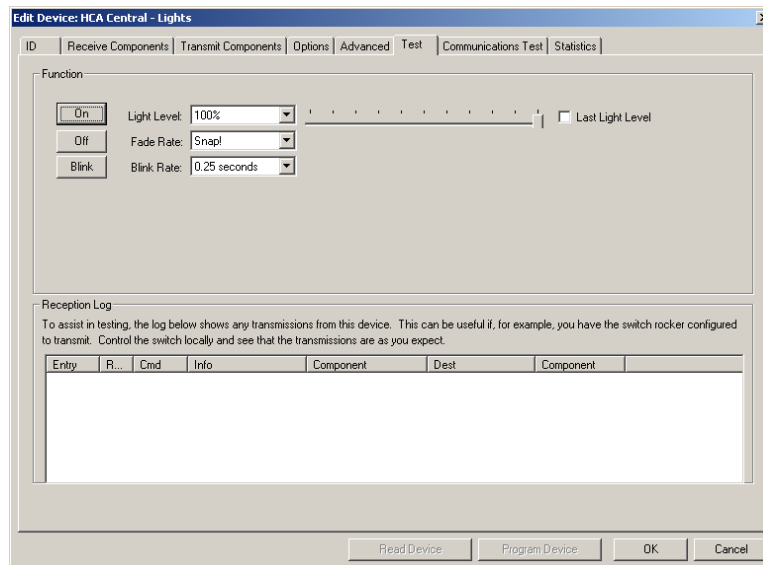 Edit Device: HCA Central - Lights
ID Receive Components Transmit Components Options Advanced Test Communications Test Statistics
Function
On Light Level: 100% Last Light Level
Off Fade Rate: Snap!
Blink Blink Rate: 0.25 seconds
Reception Log
To assist in testing, the log below shows any transmissions from this device. This can be useful if, for example, you have the switch rocker configured
to transmit. Control the switch locally and see that the transmissions are as you expect.
Entry R... Cmd Info Component Dest Component
Read Device Program Device OK Cancel